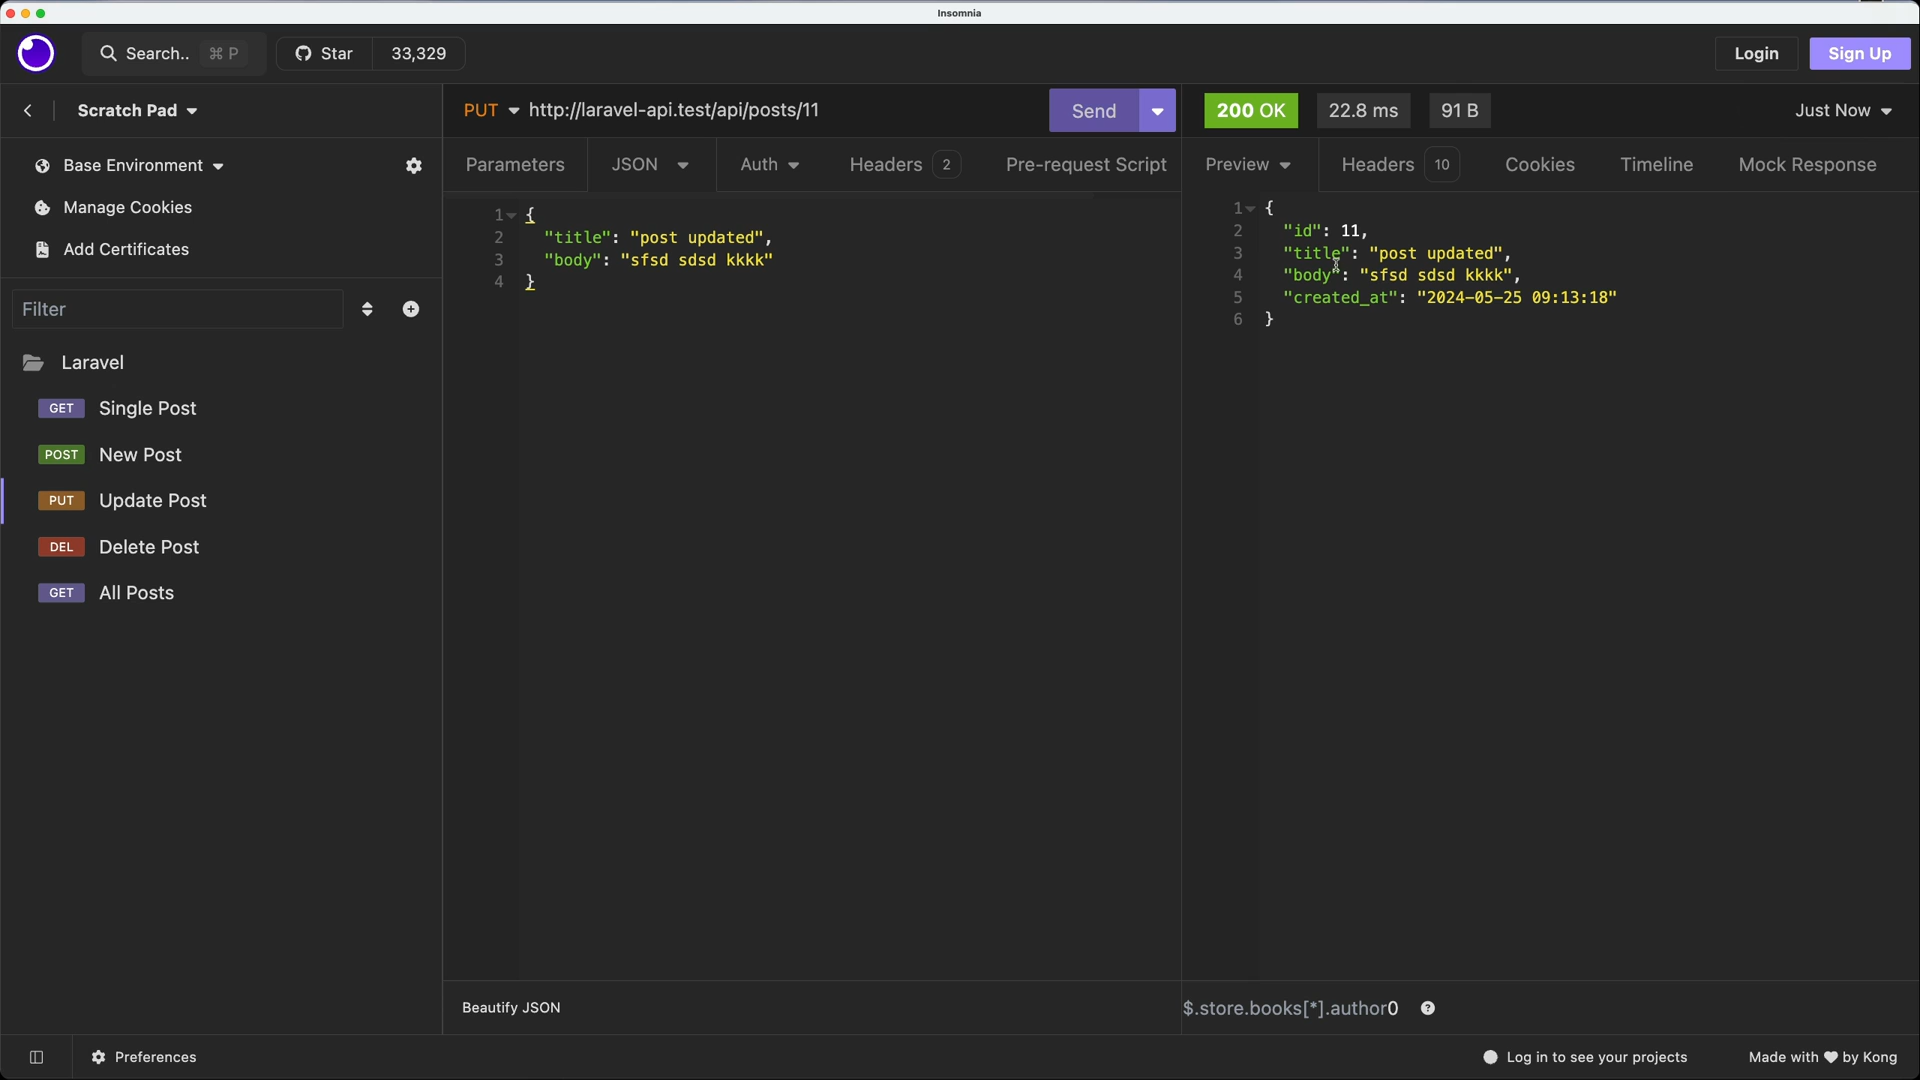 Insomnia
Search.. ⌘ P
Star 33,329
Login
Sign Up
Scratch Pad
PUT http://laravel-api.test/api/posts/11
Send
200 OK 22.8 ms 91 B
Just Now
Base Environment
Manage Cookies
Add Certificates
Parameters JSON Auth Headers 2 Pre-request Script
Preview Headers 10 Cookies Timeline Mock Response
1 {
2 "title": "post updated",
3 "body": "sfsd sdsd kkkk"
4 }
1 {
2 "id": 11,
3 "title": "post updated",
4 "body": "sfsd sdsd kkkk",
5 "created_at": "2024-05-25 09:13:18"
6 }
Filter
Laravel
GET Single Post
POST New Post
PUT Update Post
DEL Delete Post
GET All Posts
Beautify JSON
$.store.books[*].author0
Preferences
Log in to see your projects
Made with ♥ by Kong